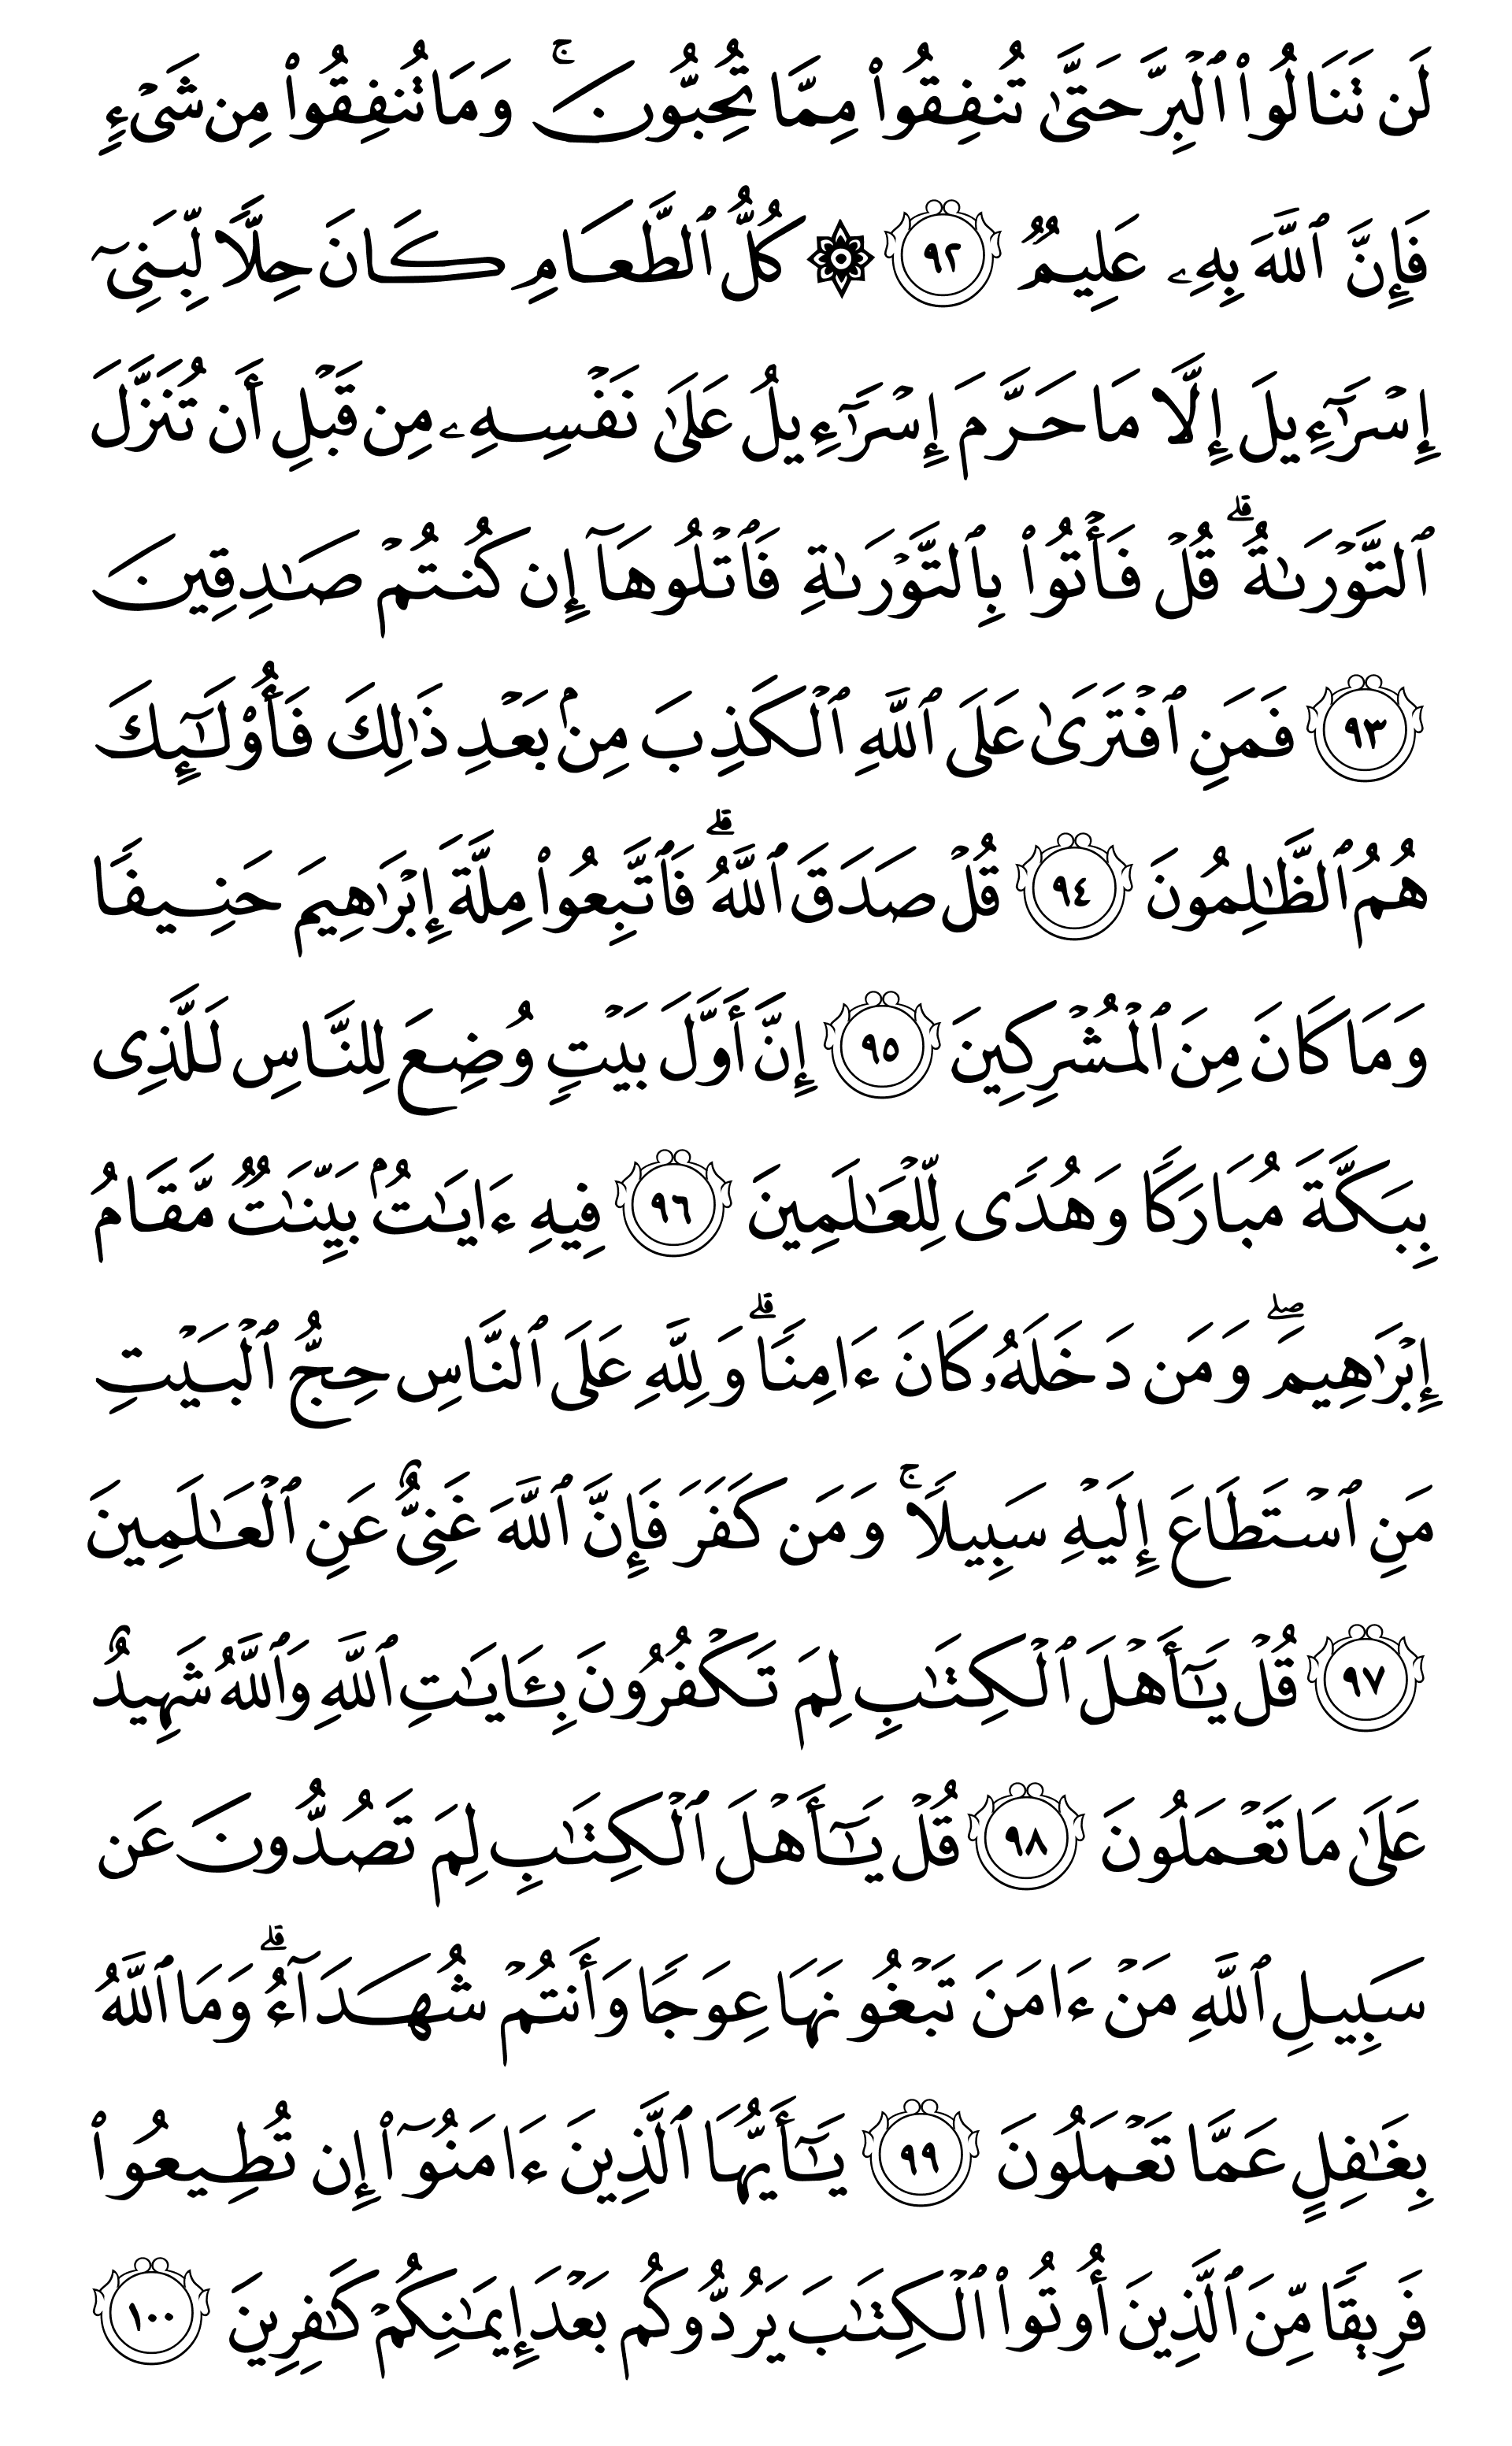 لَن تَنَالُوا۟ ٱلْبِرَّ حَتَّىٰ تُنفِقُوا۟ مِمَّا تُحِبُّونَ ۚ وَمَا تُنفِقُوا۟ مِن شَىْءٍ
فَإِنَّ ٱللَّهَ بِهِۦ عَلِيمٌ ٩٢ ۞ كُلُّ ٱلطَّعَامِ كَانَ حِلًّا لِّبَنِىٓ
إِسْرَٰٓءِيلَ إِلَّا مَا حَرَّمَ إِسْرَٰٓءِيلُ عَلَىٰ نَفْسِهِۦ مِن قَبْلِ أَن تُنَزَّلَ
ٱلتَّوْرَىٰةُ ۗ قُلْ فَأْتُوا۟ بِٱلتَّوْرَىٰةِ فَٱتْلُوهَآ إِن كُنتُمْ صَـٰدِقِينَ
٩٣ فَمَنِ ٱفْتَرَىٰ عَلَى ٱللَّهِ ٱلْكَذِبَ مِنۢ بَعْدِ ذَٰلِكَ فَأُو۟لَـٰٓئِكَ
هُمُ ٱلظَّـٰلِمُونَ ٩٤ قُلْ صَدَقَ ٱللَّهُ ۗ فَٱتَّبِعُوا۟ مِلَّةَ إِبْرَٰهِيمَ حَنِيفًا
وَمَا كَانَ مِنَ ٱلْمُشْرِكِينَ ٩٥ إِنَّ أَوَّلَ بَيْتٍ وُضِعَ لِلنَّاسِ لَلَّذِى
بِبَكَّةَ مُبَارَكًا وَهُدًى لِّلْعَـٰلَمِينَ ٩٦ فِيهِ ءَايَـٰتٌۢ بَيِّنَـٰتٌ مَّقَامُ
إِبْرَٰهِيمَ ۖ وَمَن دَخَلَهُۥ كَانَ ءَامِنًا ۗ وَلِلَّهِ عَلَى ٱلنَّاسِ حِجُّ ٱلْبَيْتِ
مَنِ ٱسْتَطَاعَ إِلَيْهِ سَبِيلًا ۚ وَمَن كَفَرَ فَإِنَّ ٱللَّهَ غَنِىٌّ عَنِ ٱلْعَـٰلَمِينَ
٩٧ قُلْ يَـٰٓأَهْلَ ٱلْكِتَـٰبِ لِمَ تَكْفُرُونَ بِـَٔايَـٰتِ ٱللَّهِ وَٱللَّهُ شَهِيدٌ
عَلَىٰ مَا تَعْمَلُونَ ٩٨ قُلْ يَـٰٓأَهْلَ ٱلْكِتَـٰبِ لِمَ تَصُدُّونَ عَن
سَبِيلِ ٱللَّهِ مَنْ ءَامَنَ تَبْغُونَهَا عِوَجًا وَأَنتُمْ شُهَدَآءُ ۗ وَمَا ٱللَّهُ
بِغَـٰفِلٍ عَمَّا تَعْمَلُونَ ٩٩ يَـٰٓأَيُّهَا ٱلَّذِينَ ءَامَنُوٓا۟ إِن تُطِيعُوا۟
فَرِيقًا مِّنَ ٱلَّذِينَ أُوتُوا۟ ٱلْكِتَـٰبَ يَرُدُّوكُم بَعْدَ إِيمَـٰنِكُمْ كَـٰفِرِينَ ١٠٠